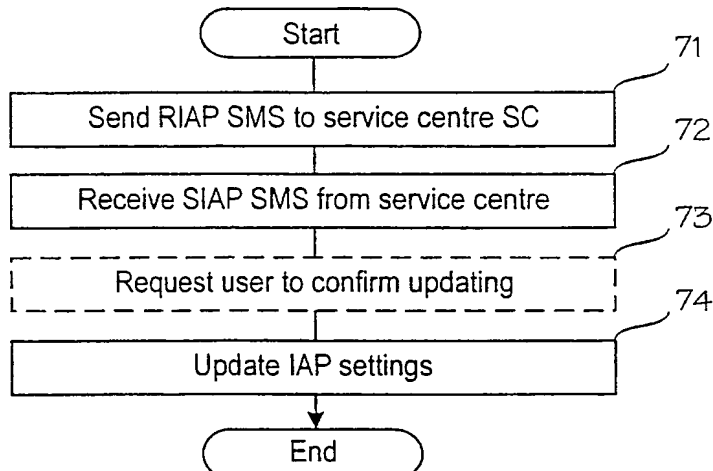 Start
71
Send RIAP SMS to service centre SC
72
Receive SIAP SMS from service centre
73
Request user to confirm updating
74
Update IAP settings
End